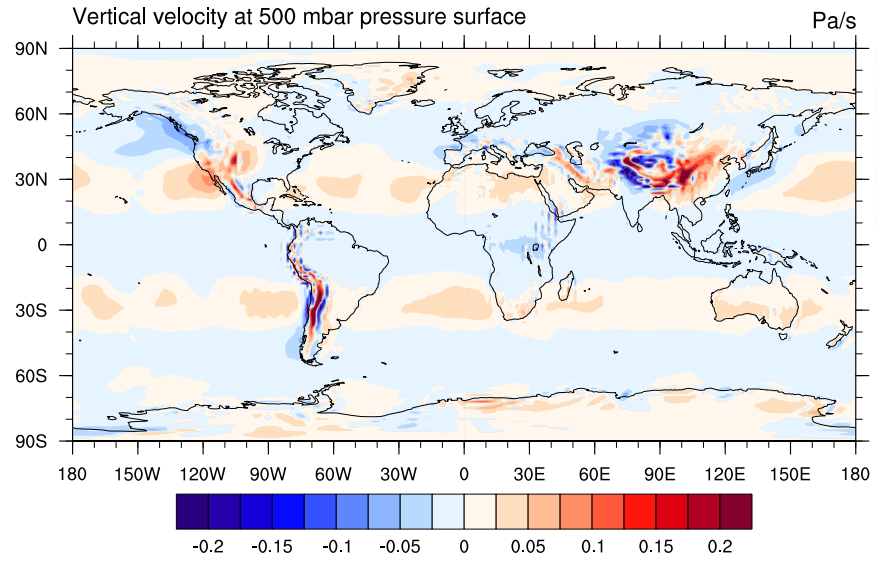 Vertical velocity at 500 mbar pressure surface Pa/s
90N
60N
30N
0
30S
60S
90S
180 150W 120W 90W 60W 30W 0 30E 60E 90E 120E 150E 180
-0.2 -0.15 -0.1 -0.05 0 0.05 0.1 0.15 0.2